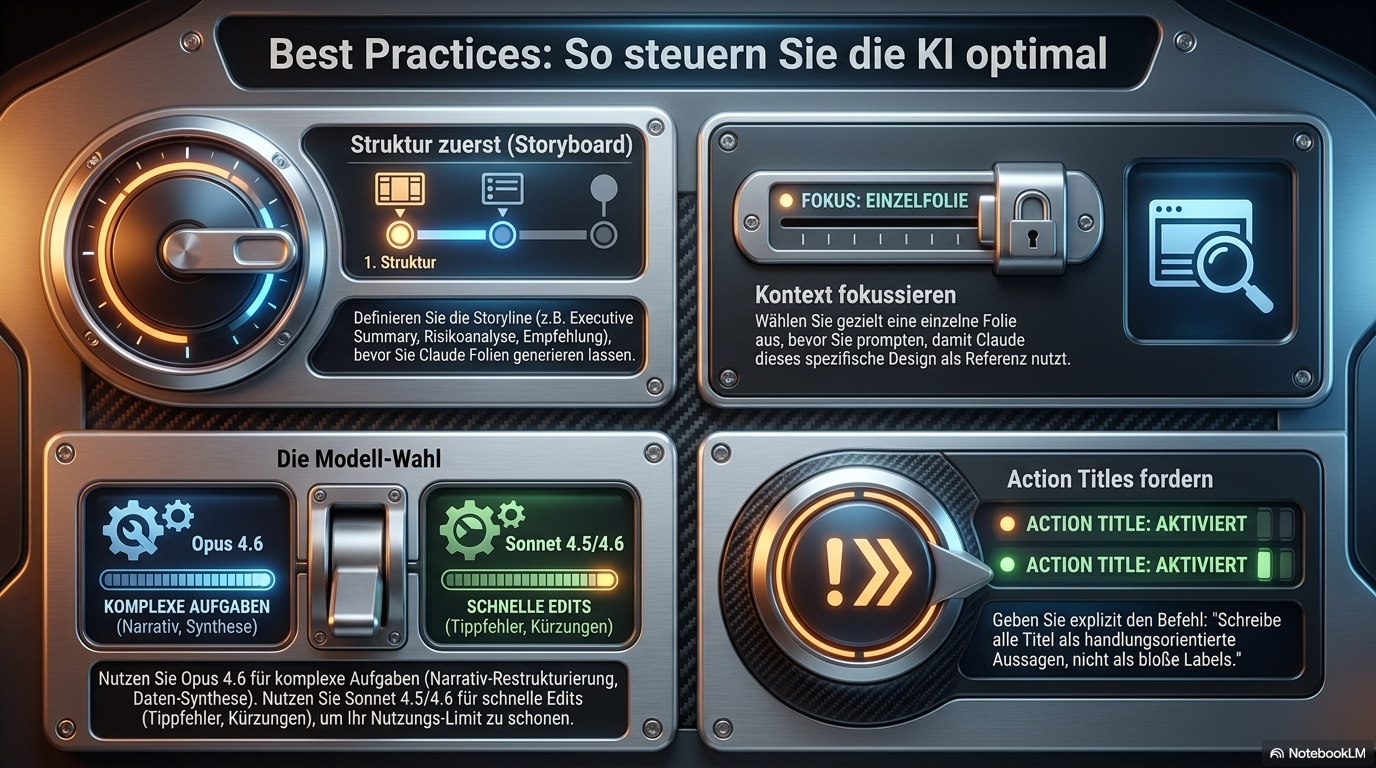 Best Practices: So steuern Sie die KI optimal
Struktur zuerst (Storyboard)
1. Struktur
Definieren Sie die Storyline (z.B. Executive
Summary, Risikoanalyse, Empfehlung),
bevor Sie Claude Folien generieren lassen.
FOKUS: EINZELFOLIE
Kontext fokussieren
Wählen Sie gezielt eine einzelne Folie
aus, bevor Sie prompten, damit Claude
dieses spezifische Design als Referenz nutzt.
Die Modell-Wahl
Opus 4.6
KOMPLEXE AUFGABEN
(Narrativ, Synthese)
Sonnet 4.5/4.6
SCHNELLE EDITS
(Tippfehler, Kürzungen)
Nutzen Sie Opus 4.6 für komplexe Aufgaben (Narrativ-Restrukturierung,
Daten-Synthese). Nutzen Sie Sonnet 4.5/4.6 für schnelle Edits
(Tippfehler, Kürzungen), um Ihr Nutzungs-Limit zu schonen.
Action Titles fordern
ACTION TITLE: AKTIVIERT
ACTION TITLE: AKTIVIERT
Geben Sie explizit den Befehl: "Schreibe
alle Titel als handlungsorientierte
Aussagen, nicht als bloße Labels."
NotebookLM